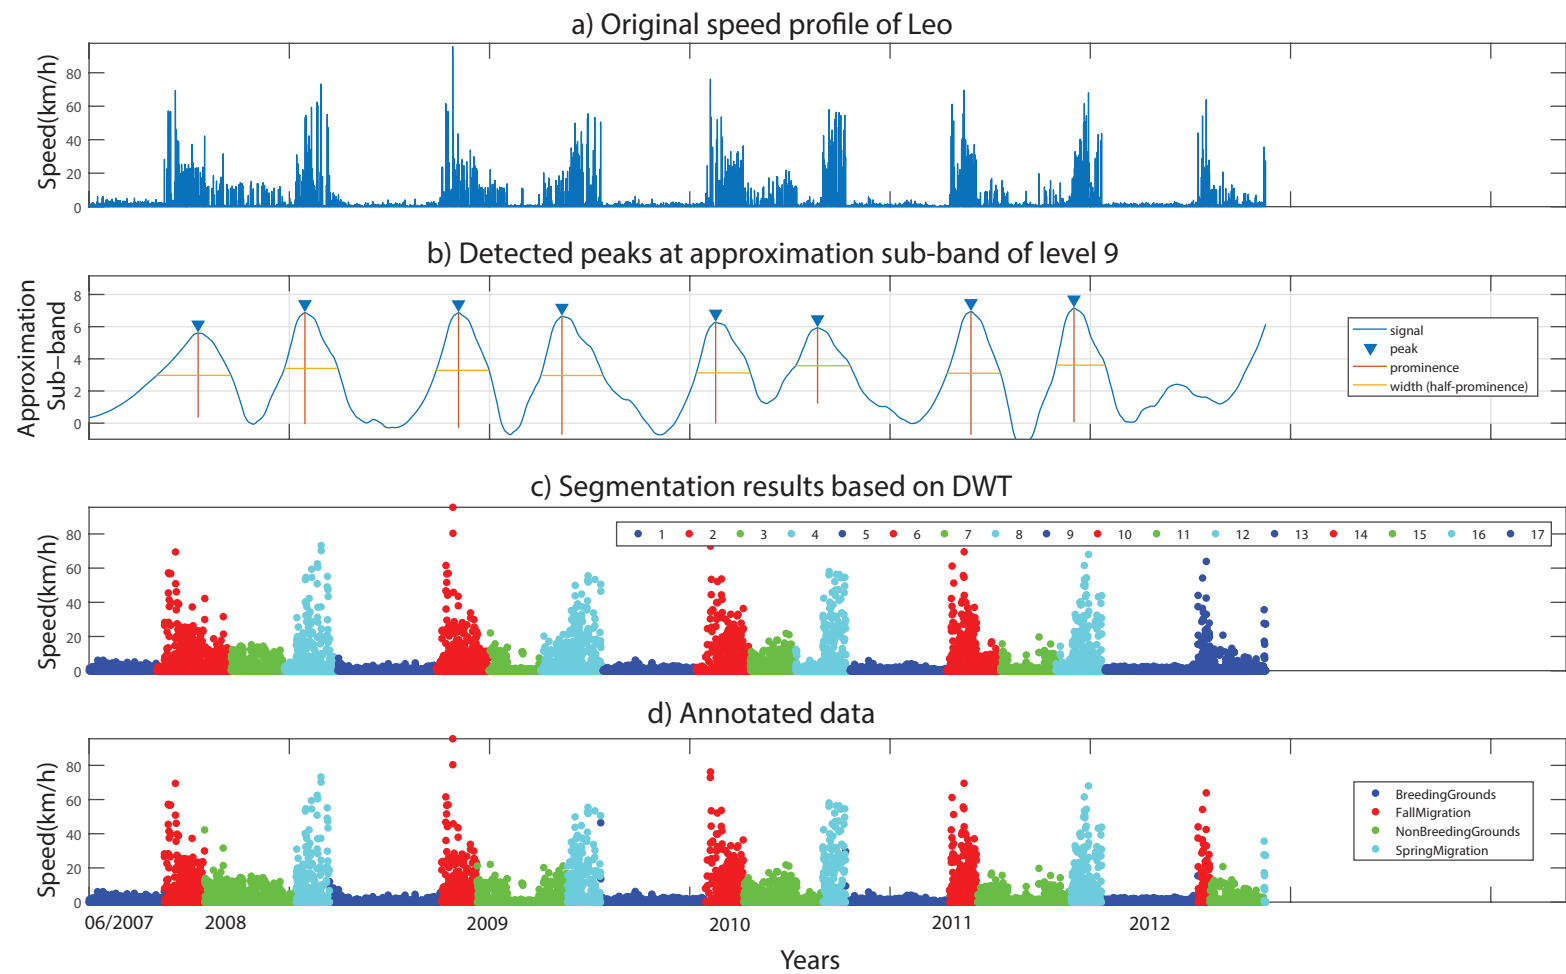 a) Original speed profile of Leo
Speed(km/h)
80
60
40
20
0
b) Detected peaks at approximation sub-band of level 9
Approximation
Sub−band
8
6
4
2
0
signal
peak
prominence
width (half-prominence)
c) Segmentation results based on DWT
Speed(km/h)
80
60
40
20
0
1 2 3 4 5 6 7 8 9 10 11 12 13 14 15 16 17
d) Annotated data
Speed(km/h)
80
60
40
20
0
BreedingGrounds
FallMigration
NonBreedingGrounds
SpringMigration
06/2007 2008 2009 2010 2011 2012
Years